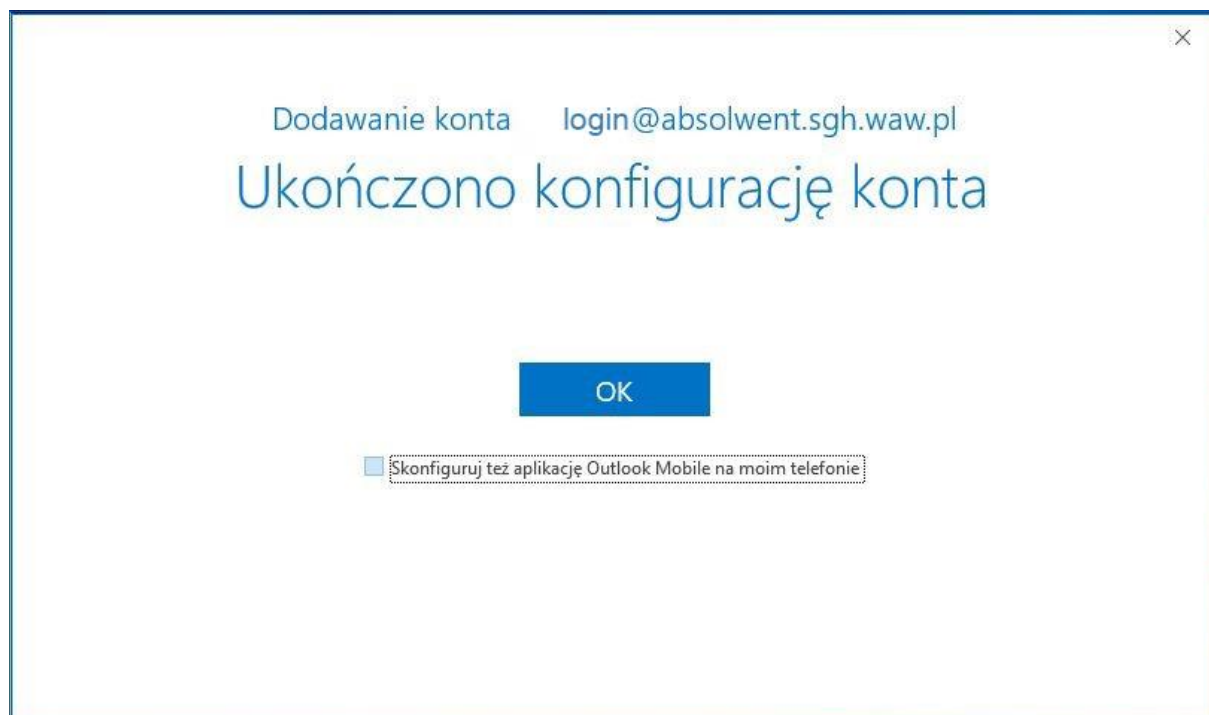 Dodawanie konta login@absolwent.sgh.waw.pl
Ukończono konfigurację konta
OK
Skonfiguruj też aplikację Outlook Mobile na moim telefonie